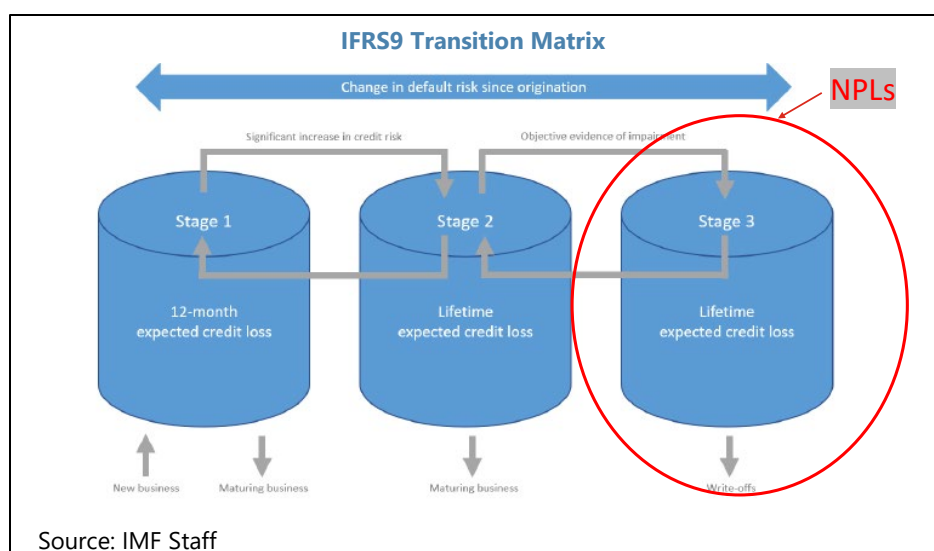 IFRS9 Transition Matrix
Change in default risk since origination
NPLs
Significant increase in credit risk
Objective evidence of impairment
Stage 1
Stage 2
Stage 3
12-month
expected credit loss
Lifetime
expected credit loss
Lifetime
expected credit loss
New business
Maturing business
Maturing business
Write-offs
Source: IMF Staff